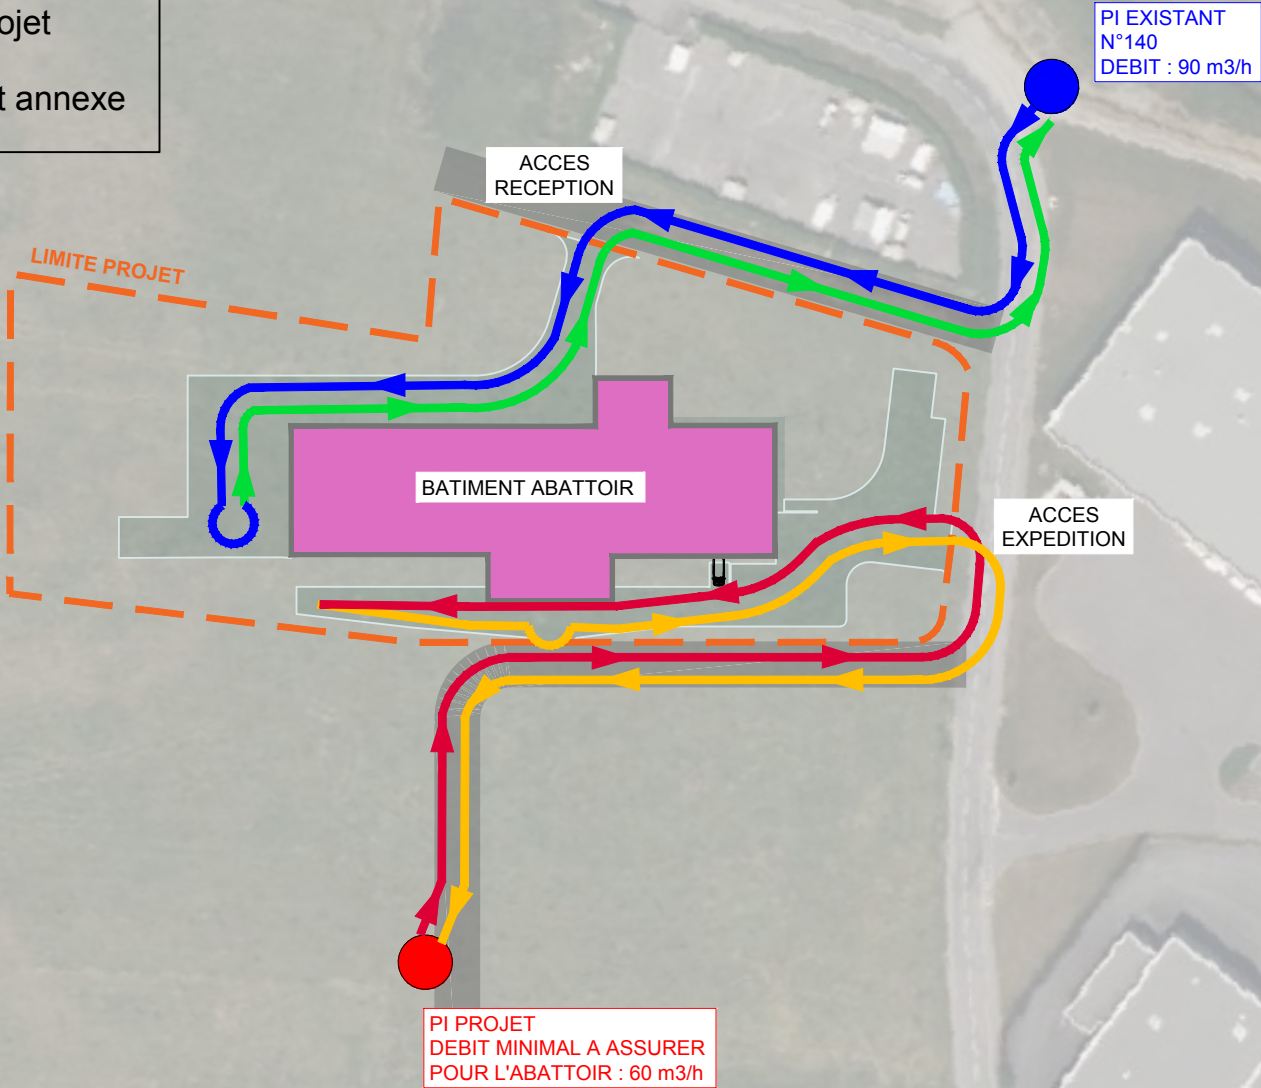 annexe
PI EXISTANT
N°140
DEBIT : 90 m3/h
ACCES
RECEPTION
LIMITE PROJET
BATIMENT ABATTOIR
ACCES
EXPEDITION
PI PROJET
DEBIT MINIMAL A ASSURER
POUR L'ABATTOIR : 60 m3/h